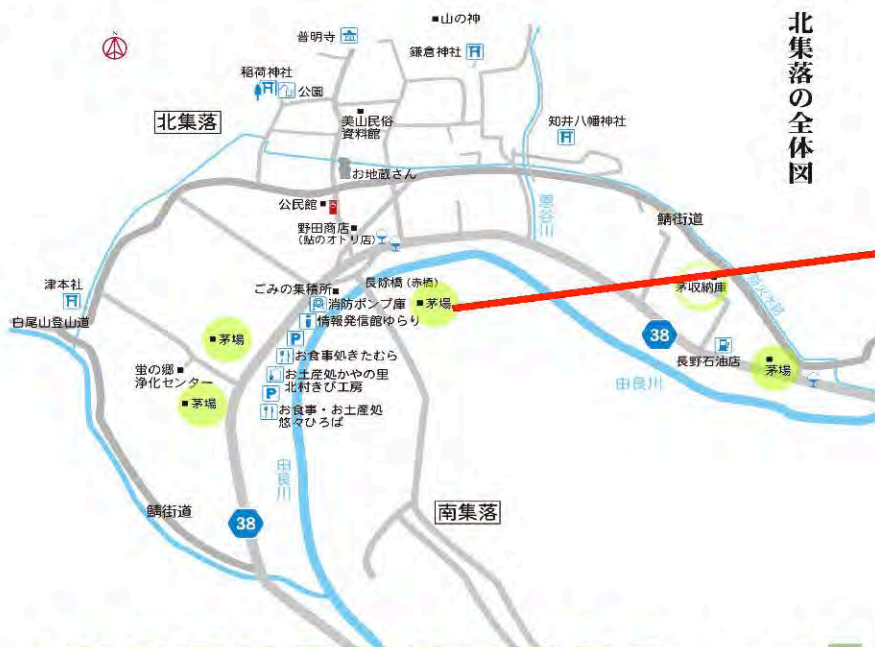 北集落の全体図
N
山の神
普明寺
鎌倉神社
稲荷神社
公園
北集落
美山民俗
資料館
知井八幡神社
お地蔵さん
公民館
野田商店
(鮎のオトリ店)
恩谷川
鯖街道
津本社
白尾山登山道
ごみの集積所
長除橋(赤橋)
消防ポンプ庫
茅場
情報発信館ゆらり
P
茅収納庫
防火水路
38
茅場
お食事処きたむら
お土産処かやの里
北村きび工房
P
お食事・お土産処
悠々ひろば
蛍の郷
浄化センター
茅場
長野石油店
茅場
由良川
由良川
鯖街道
38
南集落